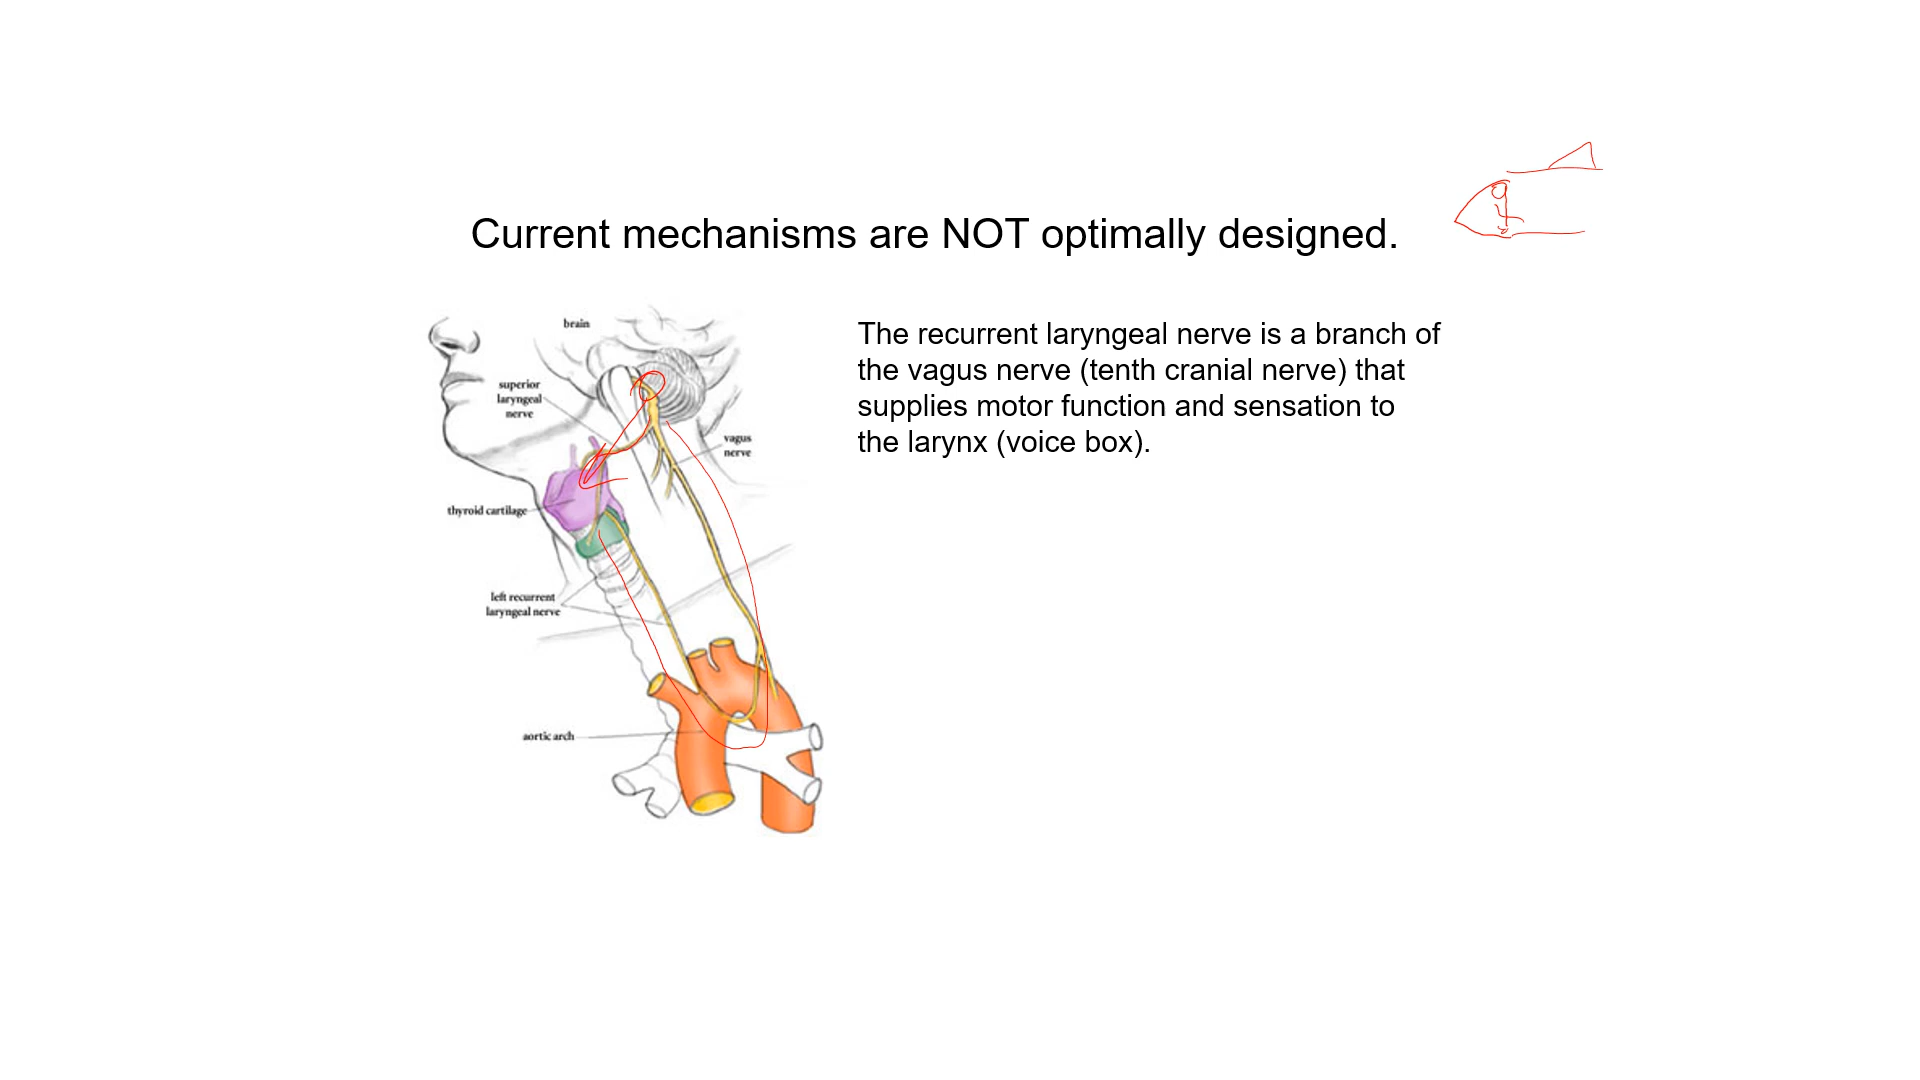 Current mechanisms are NOT optimally designed.
brain
superior
laryngeal
nerve
vagus
nerve
thyroid cartilage
left recurrent
laryngeal nerve
aortic arch
The recurrent laryngeal nerve is a branch of
the vagus nerve (tenth cranial nerve) that
supplies motor function and sensation to
the larynx (voice box).